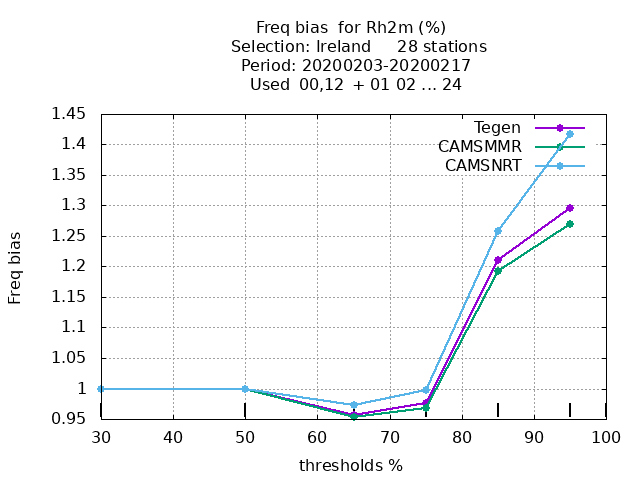 Freq bias  for Rh2m (%)
Selection: Ireland     28 stations
Period: 20200203-20200217
Used  00,12  + 01 02 ... 24
1.45
1.4
1.35
1.3
1.25
1.2
1.15
1.1
1.05
1
0.95
Freq bias
Tegen
CAMSMMR
CAMSNRT
30 40 50 60 70 80 90 100
thresholds %